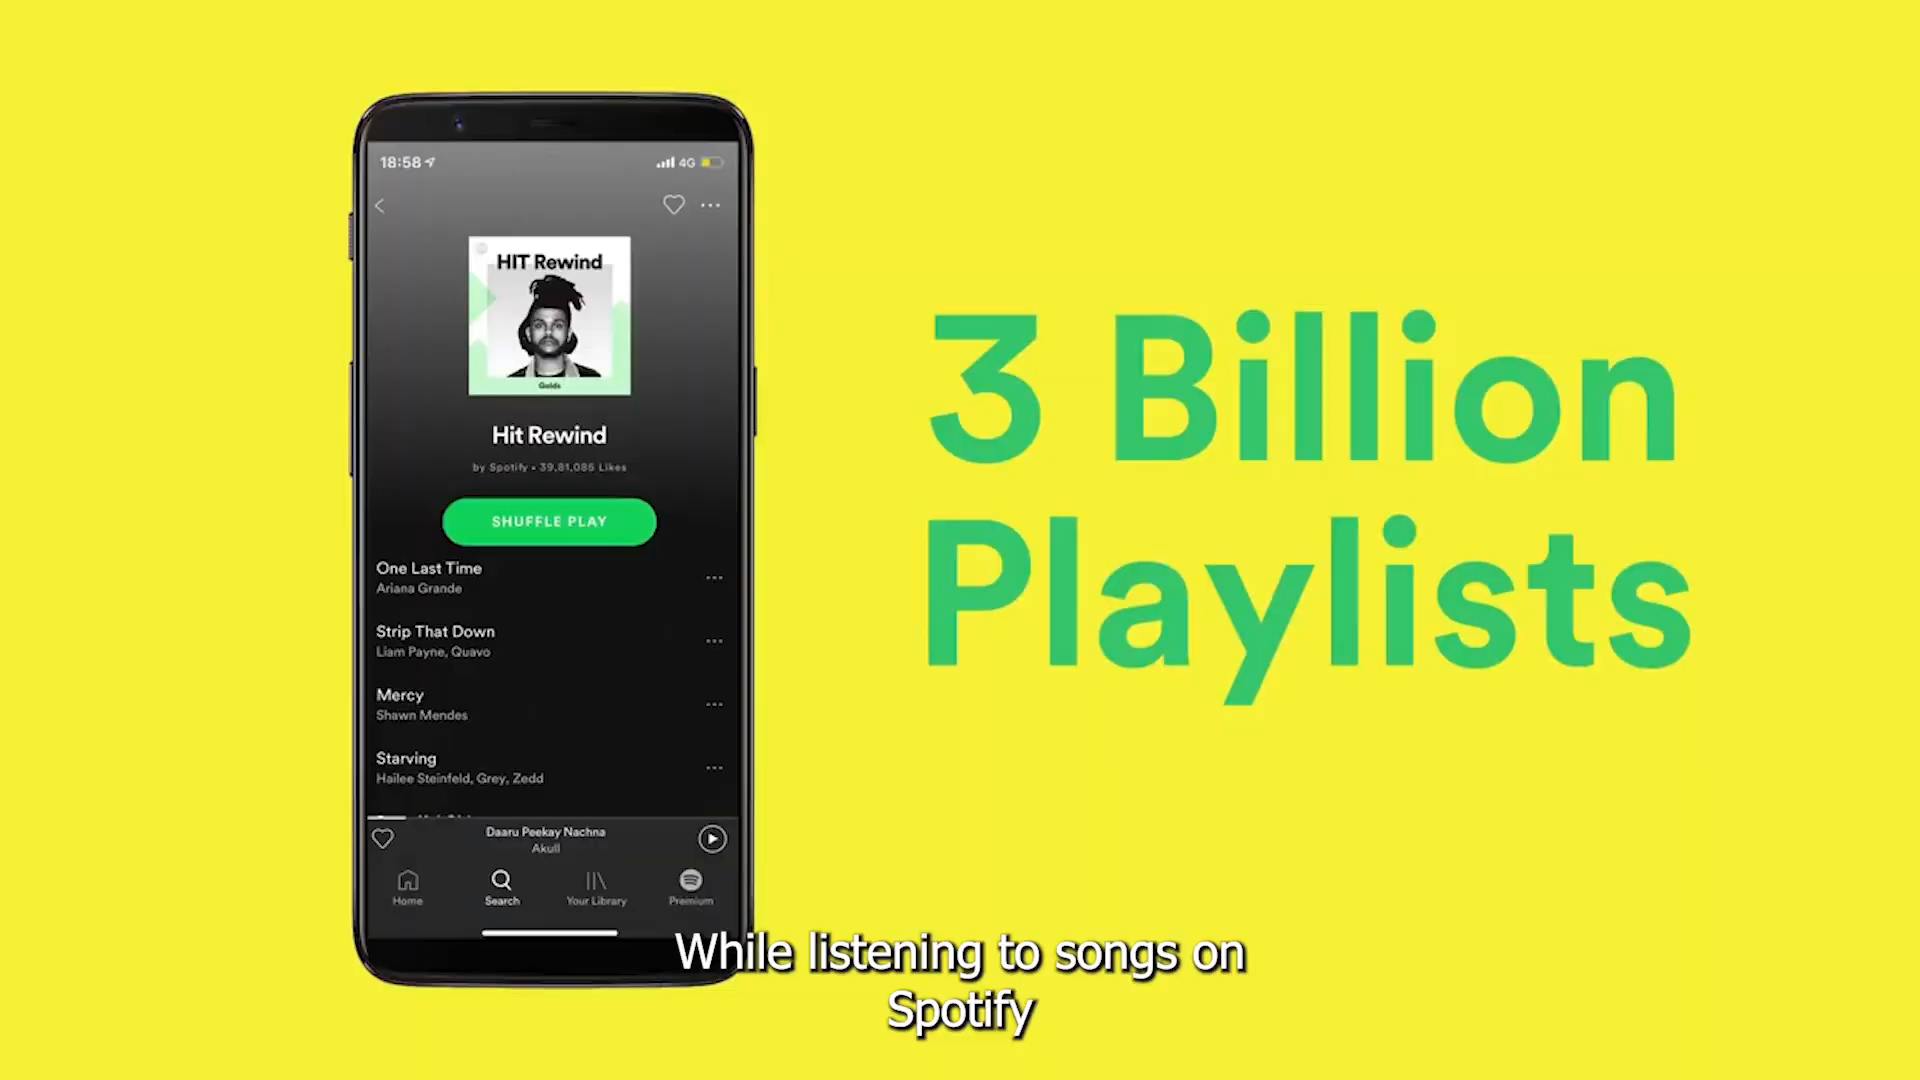 18:58
4G
HIT Rewind
Golds
Hit Rewind
by Spotify • 39,81,085 Likes
SHUFFLE PLAY
One Last Time
Ariana Grande
Strip That Down
Liam Payne, Quavo
Mercy
Shawn Mendes
Starving
Hailee Steinfeld, Grey, Zedd
Daaru Peekay Nachna
Akull
Home
Search
Your Library
Premium
3 Billion
Playlists
While listening to songs on
Spotify